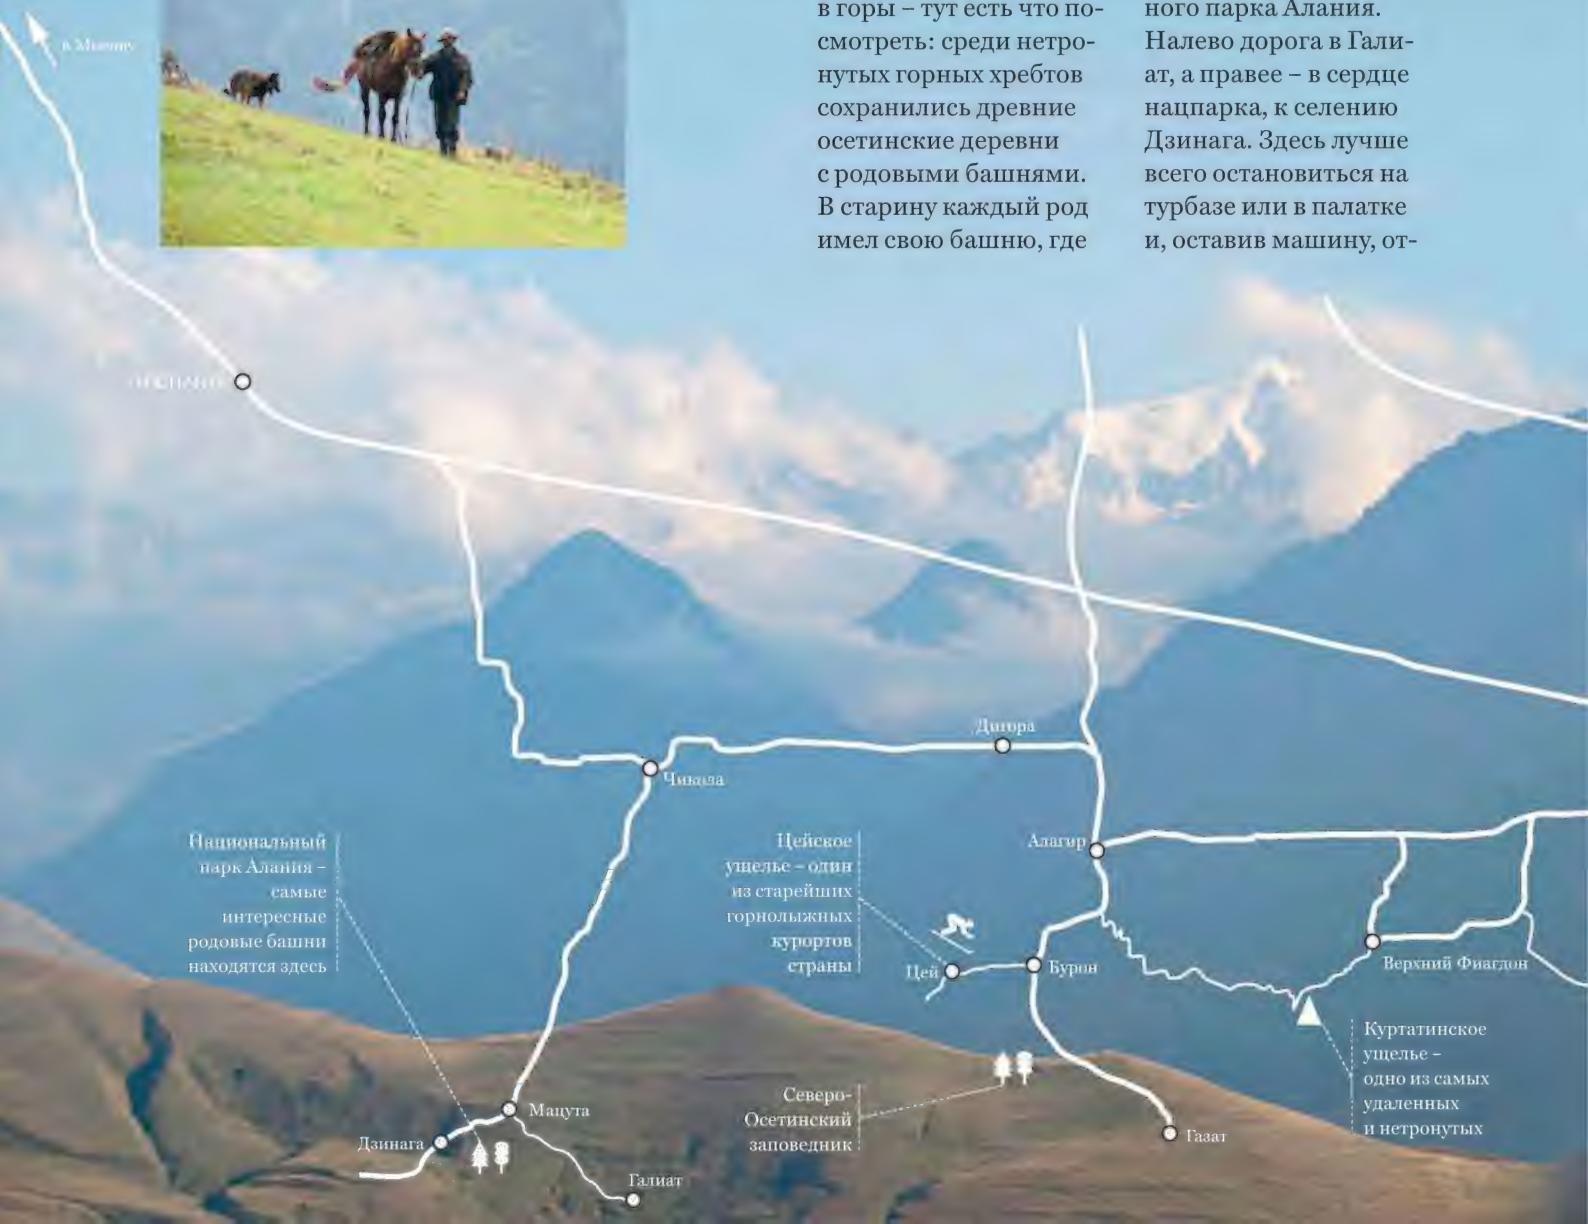 в горы – тут есть что по-
смотреть: среди нетро-
нутых горных хребтов
сохранились древние
осетинские деревни
с родовыми башнями.
В старину каждый род
имел свою башню, где
ного парка Алания.
Налево дорога в Гали-
ат, а правее – в сердце
нацпарка, к селению
Дзинага. Здесь лучше
всего остановиться на
турбазе или в палатке
и, оставив машину, от-
Дигора
Чикола
Национальный
парк Алания –
самые
интересные
родовые башни
находятся здесь
Цейское
ущелье – один
из старейших
горнолыжных
курортов
страны
Алагир
Цей
Бурон
Верхний Фиагдон
Куртатинское
ущелье –
одно из самых
удаленных
и нетронутых
Северо-
Осетинский
заповедник
Мацута
Дзинага
Галиат
Газат